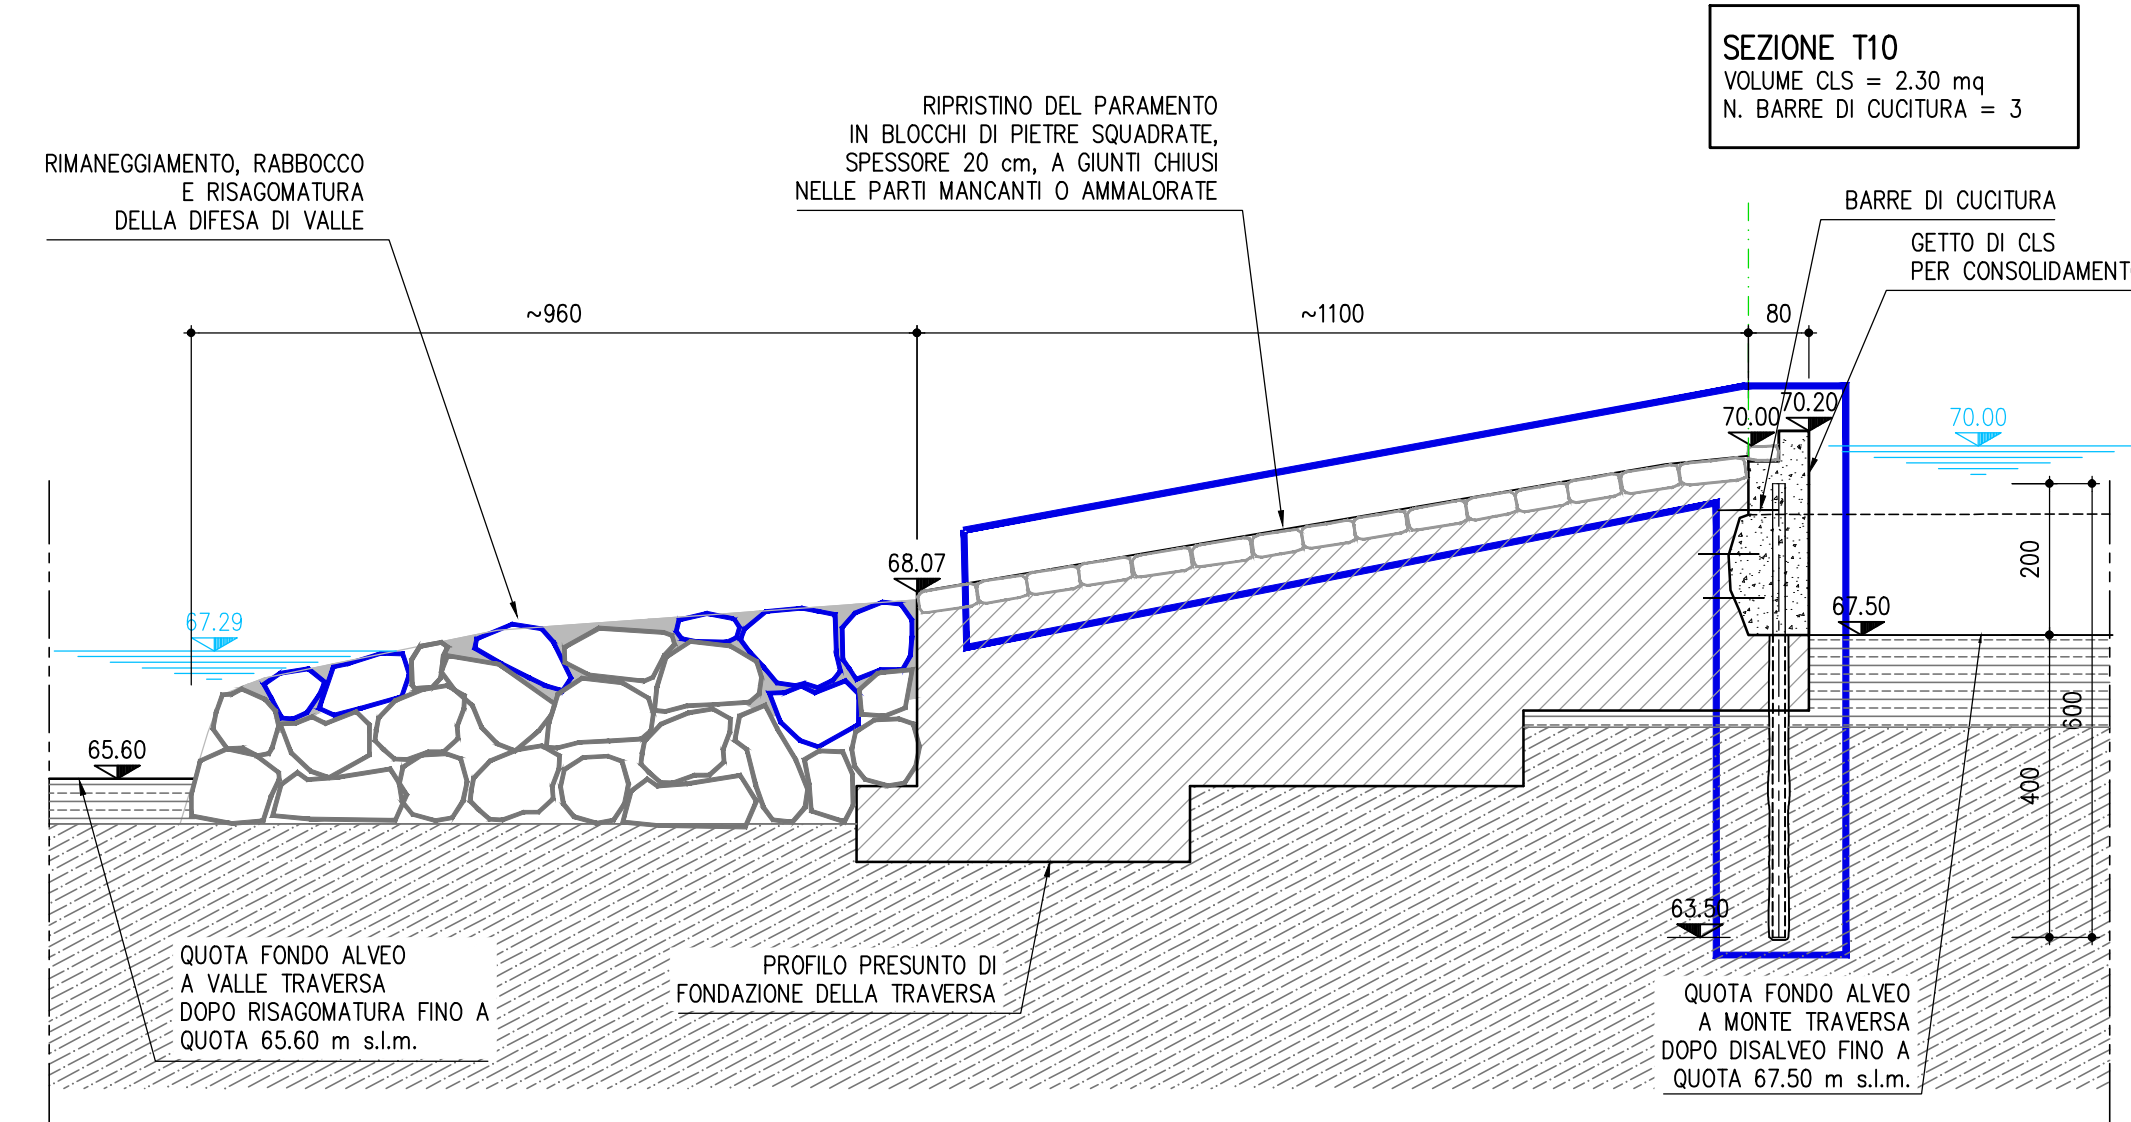 SEZIONE T10
VOLUME CLS = 2.30 mq
N. BARRE DI CUCITURA = 3
RIPRISTINO DEL PARAMENTO
IN BLOCCHI DI PIETRE SQUADRATE,
SPESSORE 20 cm, A GIUNTI CHIUSI
NELLE PARTI MANCANTI O AMMALORATE
RIMANEGGIAMENTO, RABBOCCO
E RISAGOMATURA
DELLA DIFESA DI VALLE
BARRE DI CUCITURA
GETTO DI CLS
PER CONSOLIDAMENTO
~960
~1100
80
70.00
70.20
70.00
68.07
67.29
67.50
65.60
63.50
200
600
400
QUOTA FONDO ALVEO
A VALLE TRAVERSA
DOPO RISAGOMATURA FINO A
QUOTA 65.60 m s.l.m.
PROFILO PRESUNTO DI
FONDAZIONE DELLA TRAVERSA
QUOTA FONDO ALVEO
A MONTE TRAVERSA
DOPO DISALVEO FINO A
QUOTA 67.50 m s.l.m.